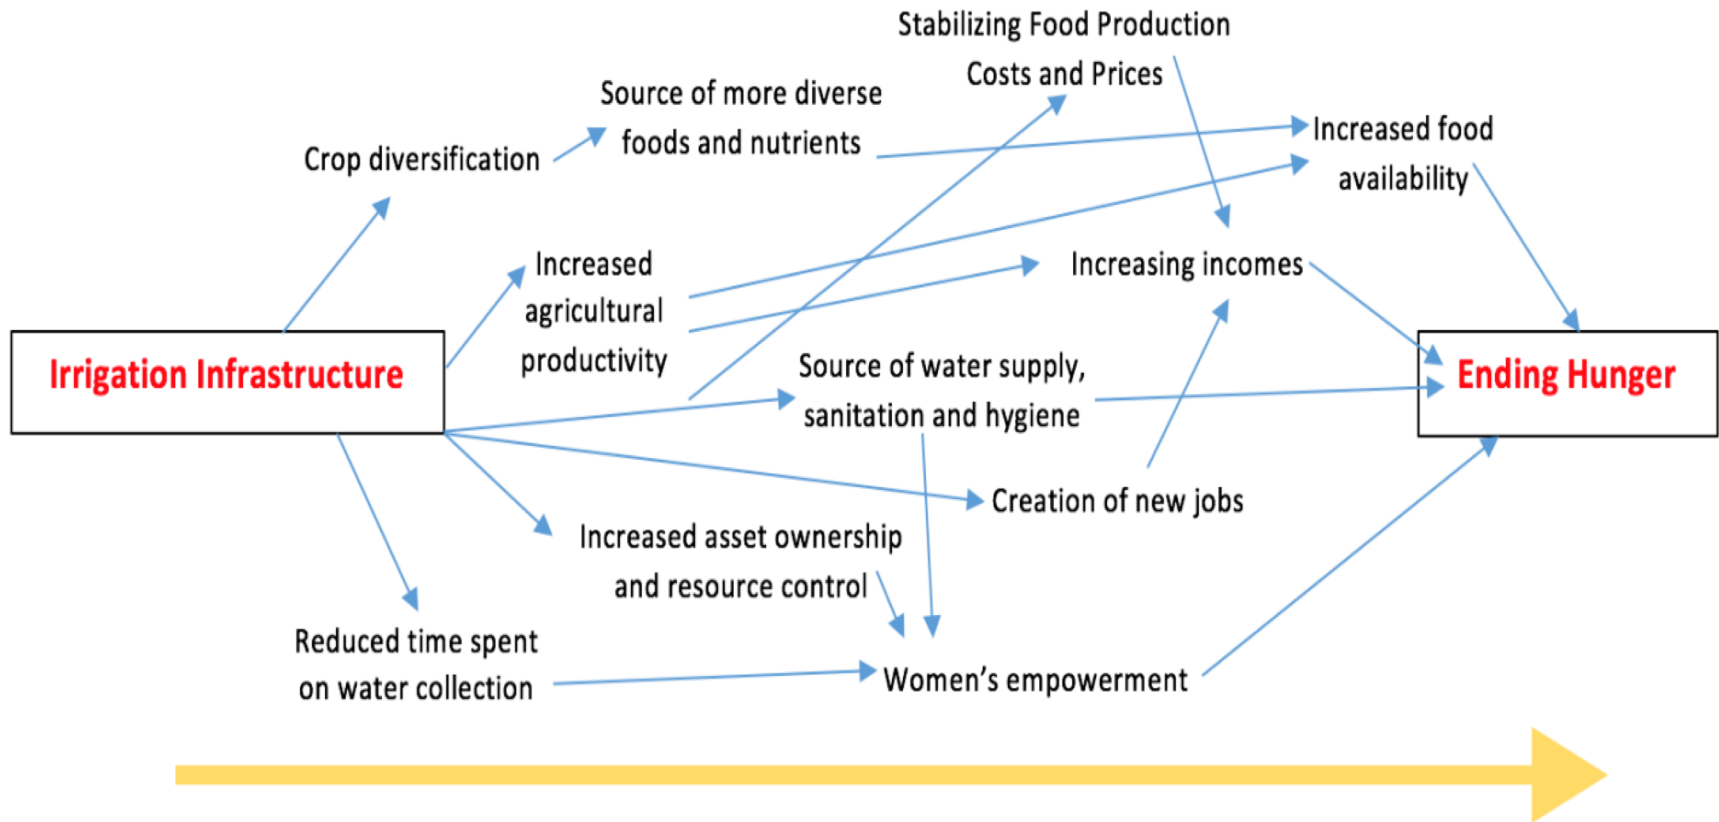 Stabilizing Food Production
Costs and Prices
Source of more diverse
foods and nutrients
Increased food
availability
Crop diversification
Increased
agricultural
productivity
Increasing incomes
Irrigation Infrastructure
Source of water supply,
sanitation and hygiene
Ending Hunger
Creation of new jobs
Increased asset ownership
and resource control
Reduced time spent
on water collection
Women’s empowerment